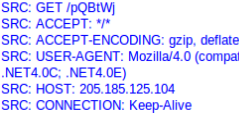 SRC: GET /pQBtWj
SRC: ACCEPT: */*
SRC: ACCEPT-ENCODING: gzip, deflate
SRC: USER-AGENT: Mozilla/4.0 (compat
.NET4.0C; .NET4.0E)
SRC: HOST: 205.185.125.104
SRC: CONNECTION: Keep-Alive